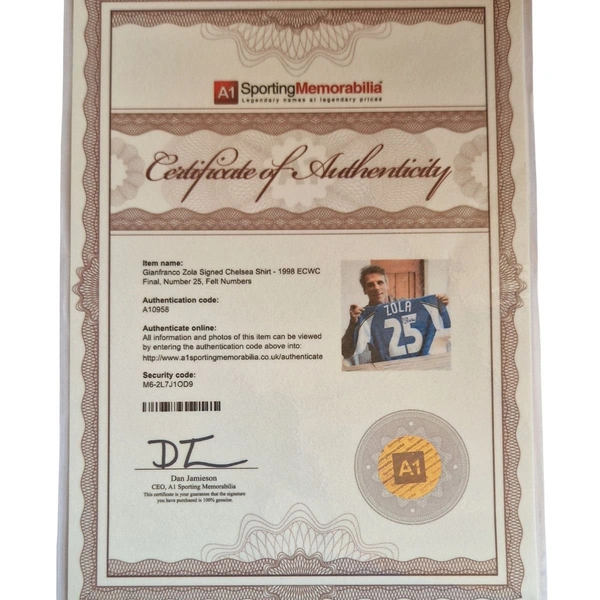 A1 SportingMemorabilia
Legendary names at legendary prices
Certificate of Authenticity
Item name:
Gianfranco Zola Signed Chelsea Shirt - 1998 ECWC
Final, Number 25, Felt Numbers
Authentication code:
A10958
Authenticate online:
All information and photos of this item can be viewed
by entering the authentication code above into:
http://www.a1sportingmemorabilia.co.uk/authenticate
Security code:
M6-2L7J1OD9
ZOLA
25
Dan Jamieson
CEO, A1 Sporting Memorabilia
This certificate is your guarantee that the signature
you have purchased is 100% genuine.
A1